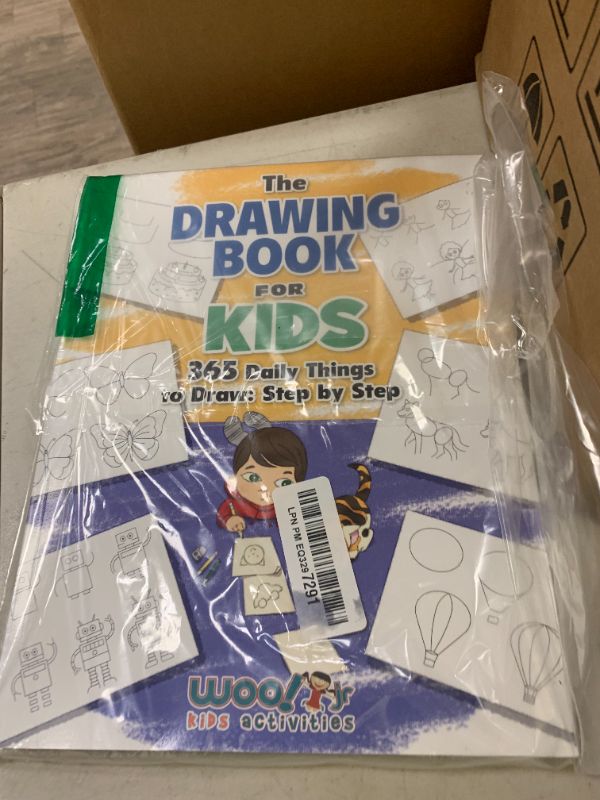 The
DRAWING
BOOK
FOR
KIDS
365 Daily Things
to Draw: Step by Step
LPN PM EQ3297291
woo! jr
KIDS activities